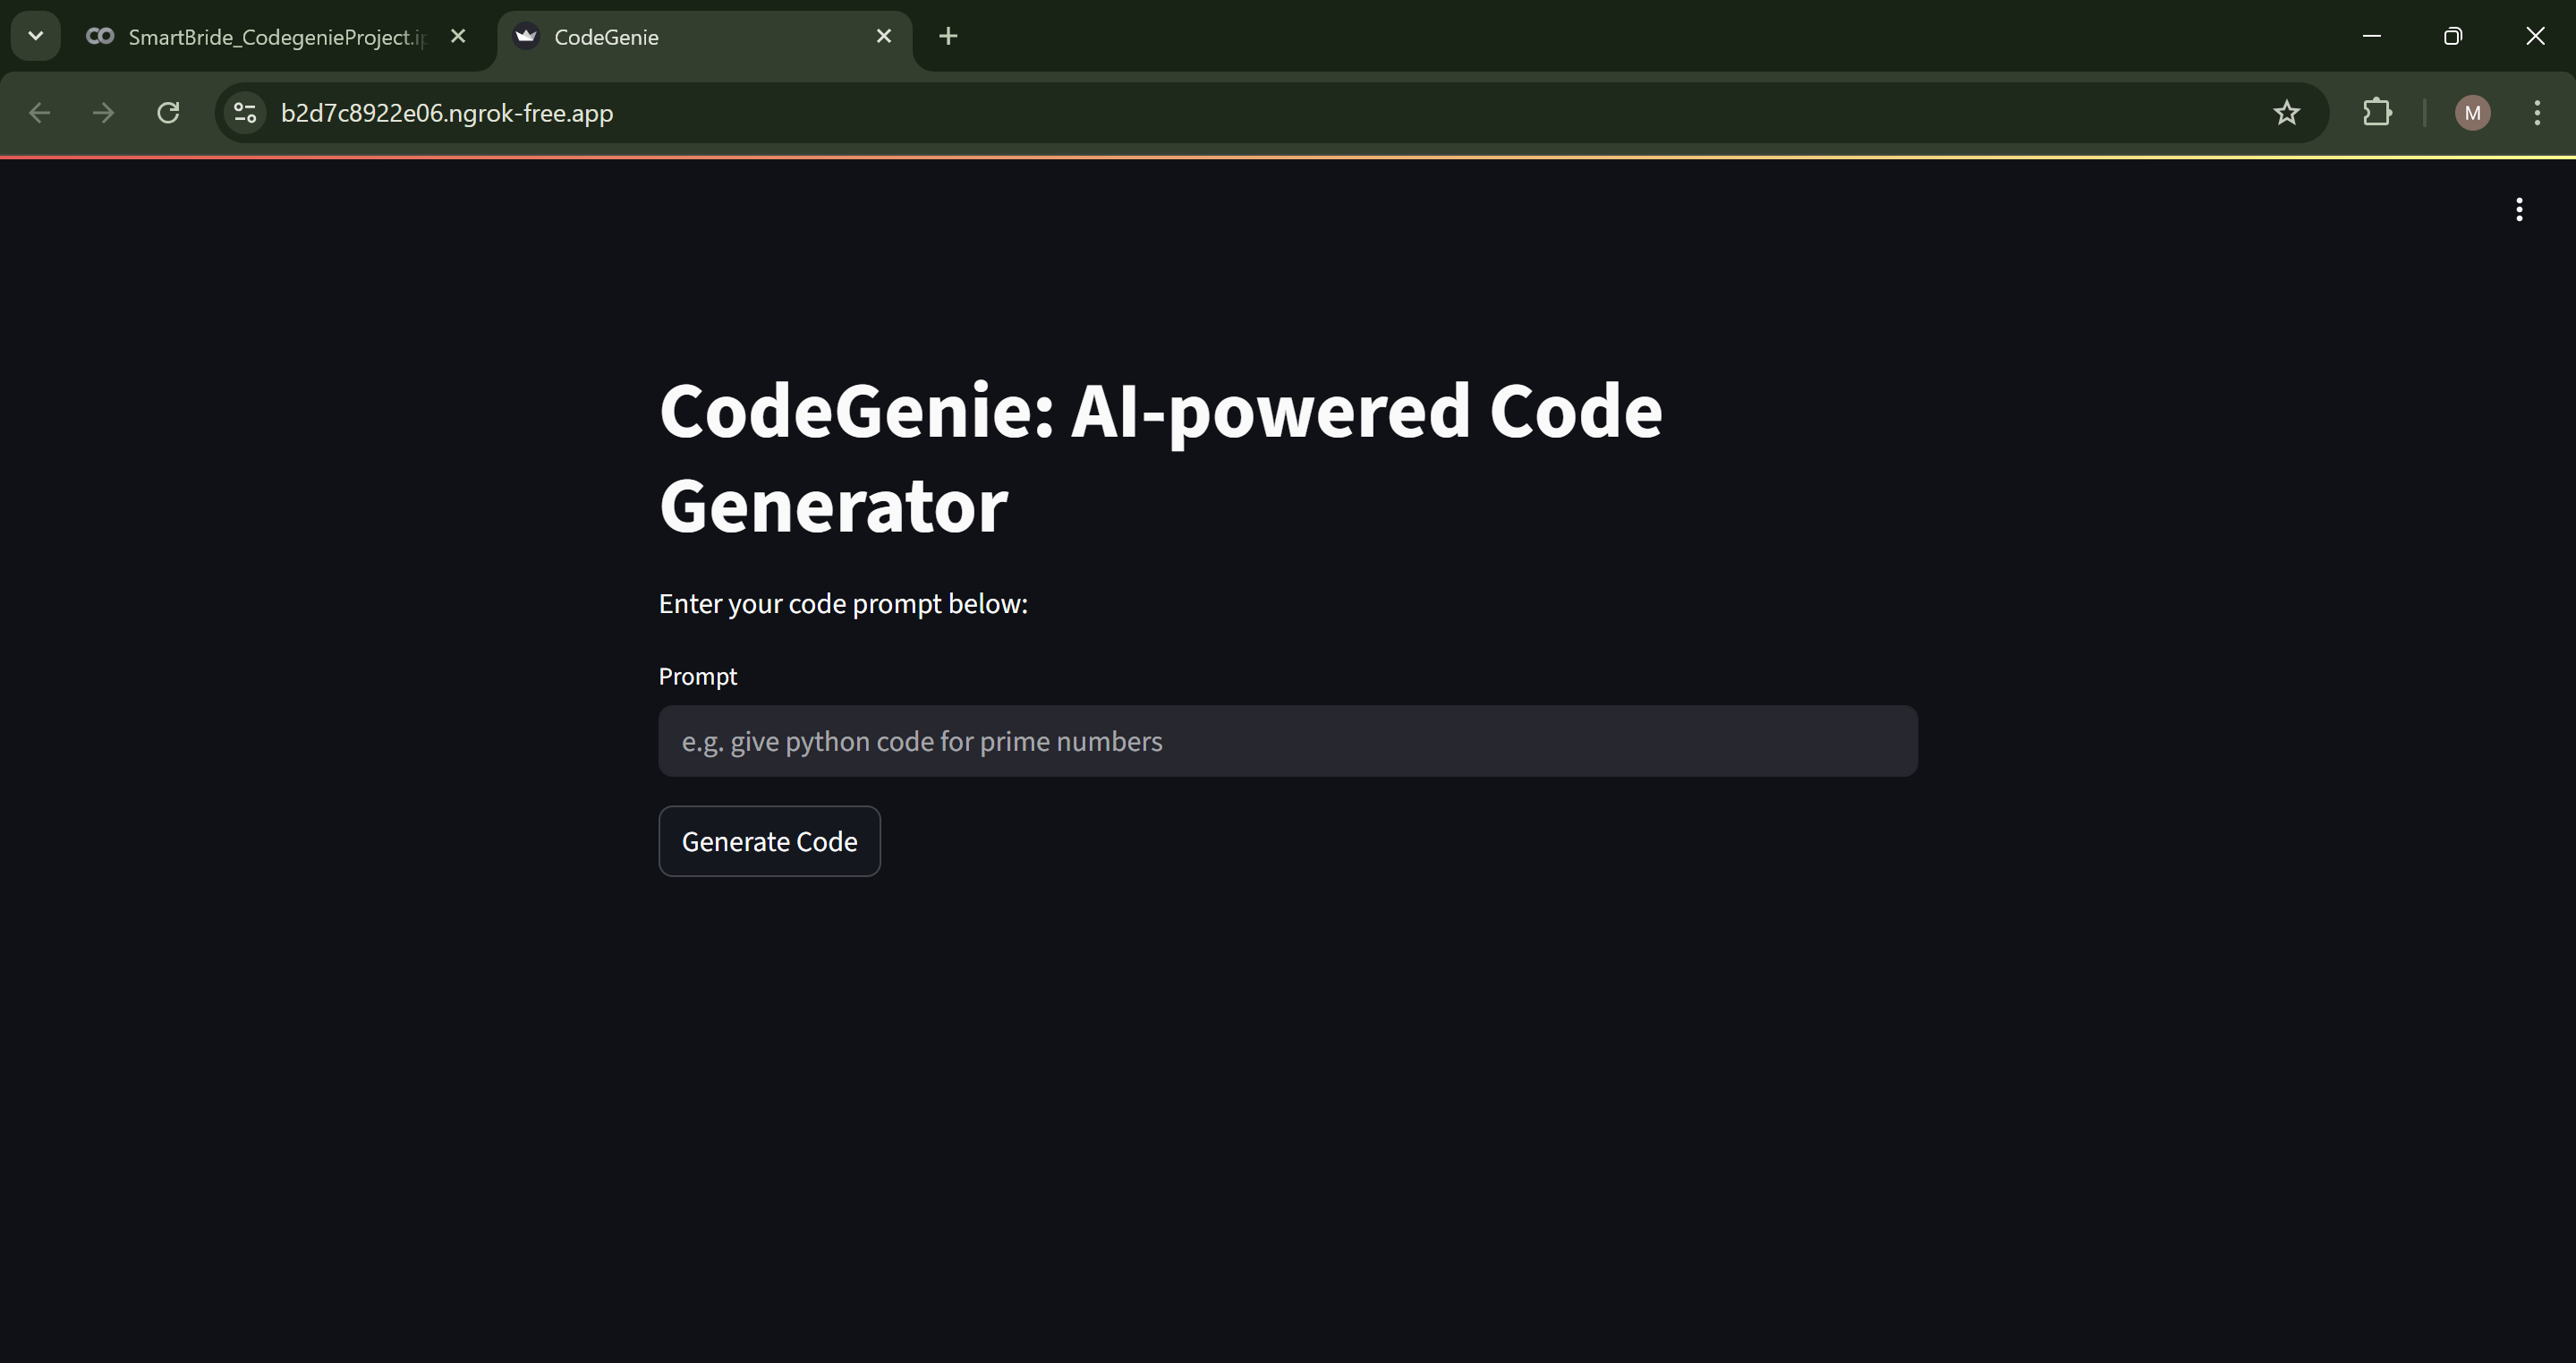 SmartBride_CodegenieProject.ip
CodeGenie
b2d7c8922e06.ngrok-free.app
M
CodeGenie: AI-powered Code
Generator
Enter your code prompt below:
Prompt
e.g. give python code for prime numbers
Generate Code